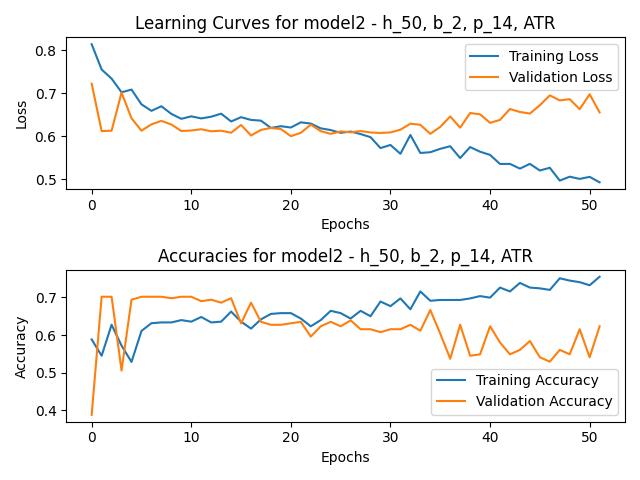 Learning Curves for model2 - h_50, b_2, p_14, ATR
0.8
0.7
0.6
0.5
Loss
Training Loss
Validation Loss
0 10 20 30 40 50
Epochs
Accuracies for model2 - h_50, b_2, p_14, ATR
0.7
0.6
0.5
0.4
Accuracy
Training Accuracy
Validation Accuracy
0 10 20 30 40 50
Epochs